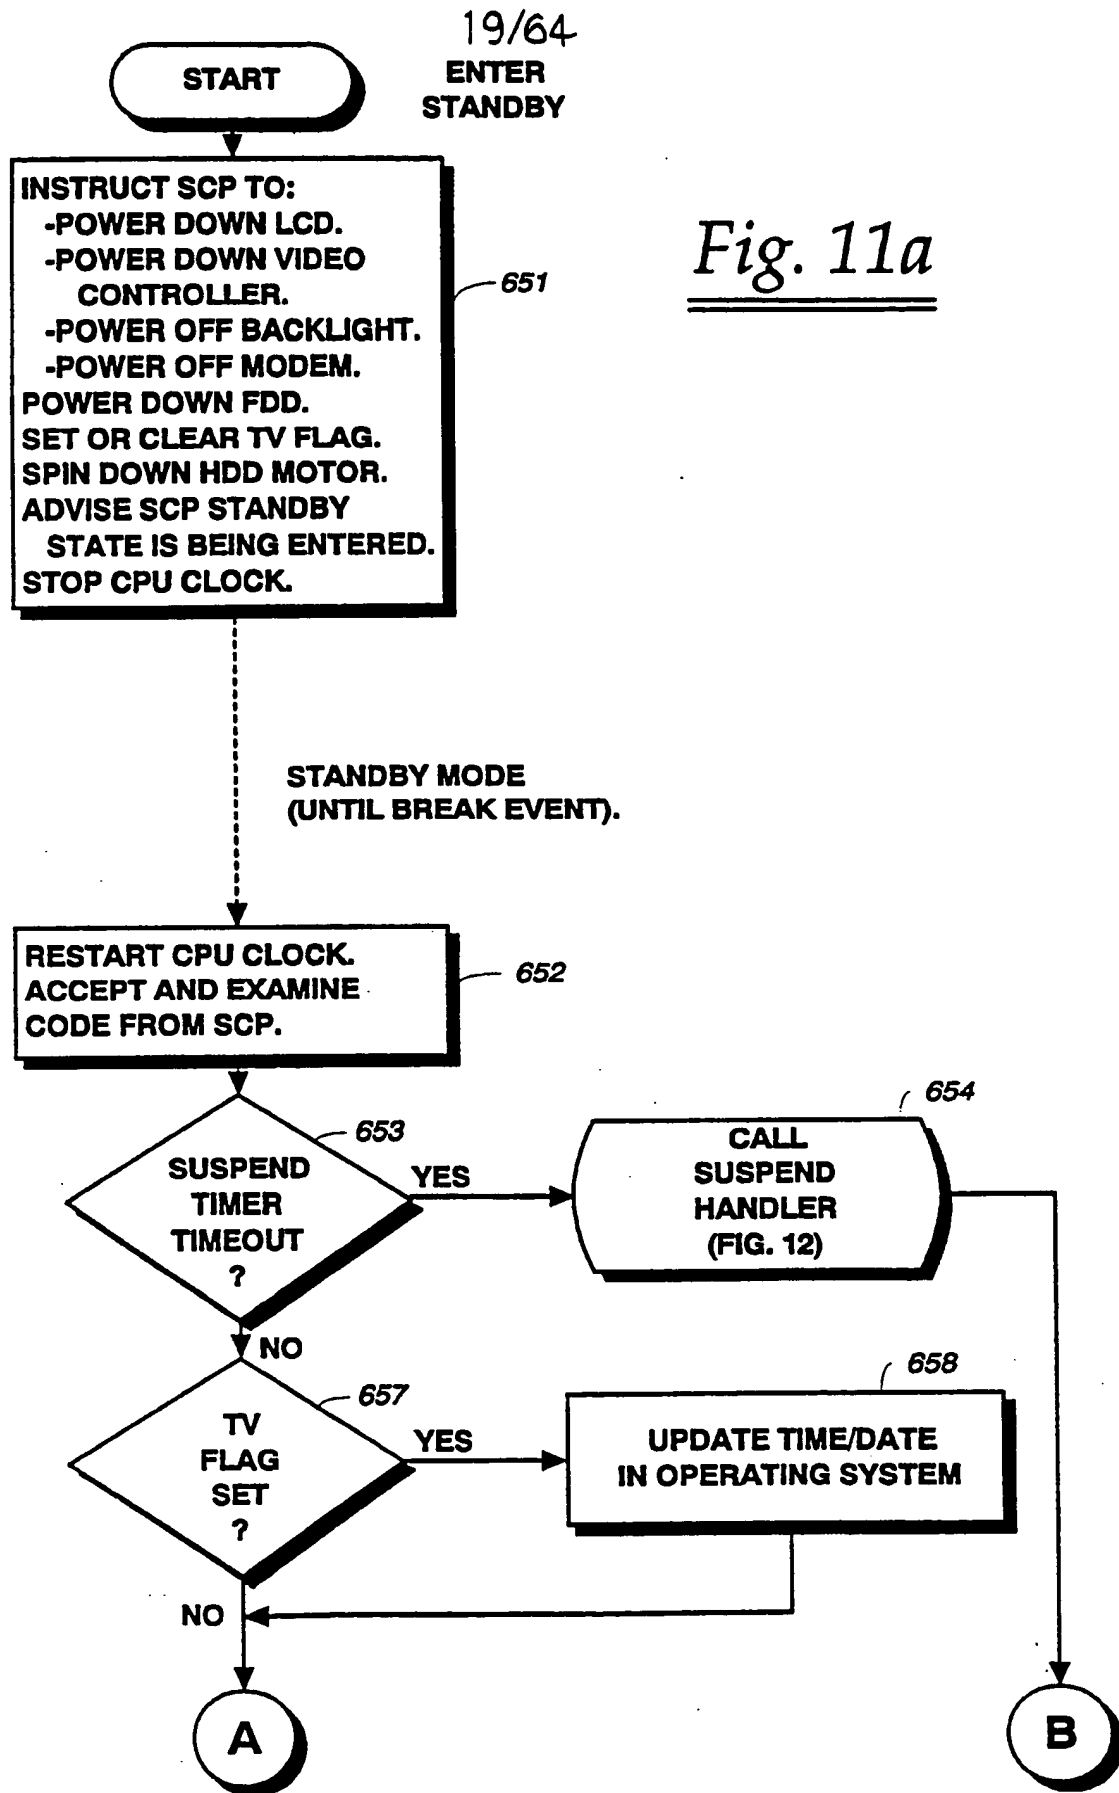 19/64
START
ENTER
STANDBY
INSTRUCT SCP TO:
-POWER DOWN LCD.
-POWER DOWN VIDEO
CONTROLLER.
-POWER OFF BACKLIGHT.
-POWER OFF MODEM.
POWER DOWN FDD.
SET OR CLEAR TV FLAG.
SPIN DOWN HDD MOTOR.
ADVISE SCP STANDBY
STATE IS BEING ENTERED.
STOP CPU CLOCK.
651
Fig. 11a
STANDBY MODE
(UNTIL BREAK EVENT).
RESTART CPU CLOCK.
ACCEPT AND EXAMINE
CODE FROM SCP.
652
653
SUSPEND
TIMER
TIMEOUT
?
YES
654
CALL
SUSPEND
HANDLER
(FIG. 12)
NO
657
TV
FLAG
SET
?
YES
658
UPDATE TIME/DATE
IN OPERATING SYSTEM
NO
A
B